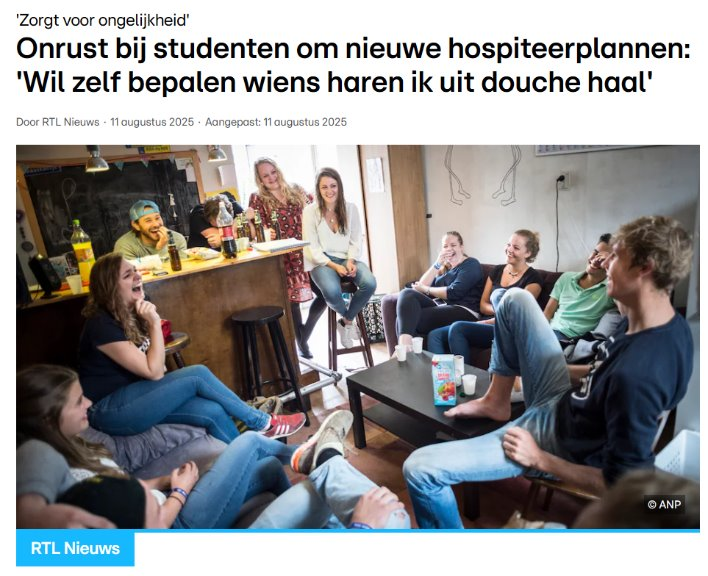 'Zorgt voor ongelijkheid'
Onrust bij studenten om nieuwe hospiteerplannen:
'Wil zelf bepalen wiens haren ik uit douche haal'
Door RTL Nieuws · 11 augustus 2025 · Aangepast: 11 augustus 2025
© ANP
RTL Nieuws